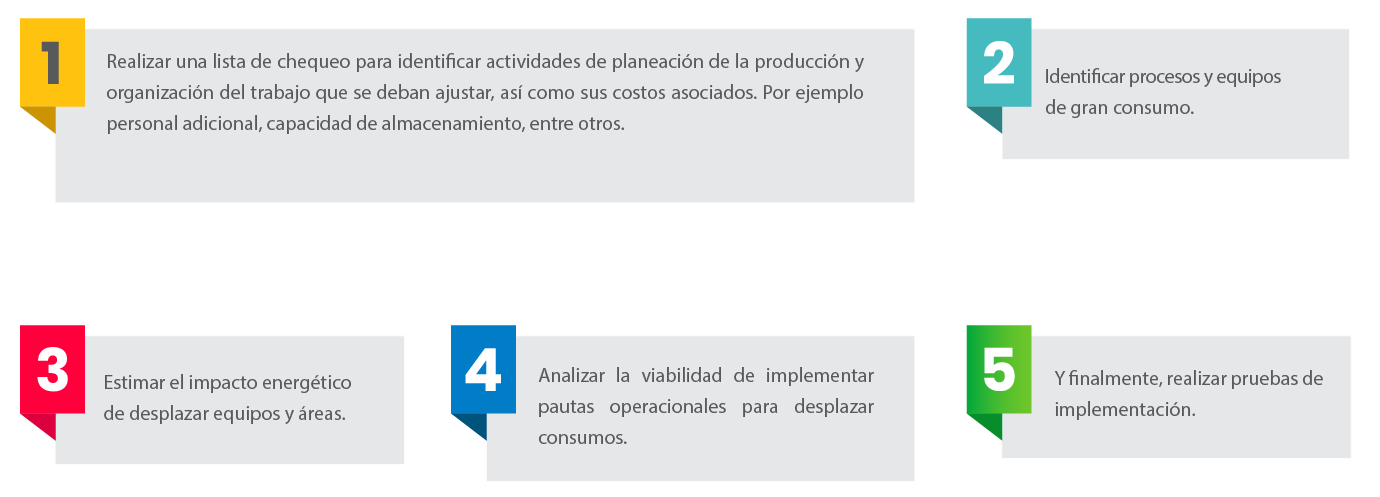 1
Realizar una lista de chequeo para identificar actividades de planeación de la producción y
organización del trabajo que se deban ajustar, así como sus costos asociados. Por ejemplo
personal adicional, capacidad de almacenamiento, entre otros.
2
Identificar procesos y equipos
de gran consumo.
3
Estimar el impacto energético
de desplazar equipos y áreas.
4
Analizar la viabilidad de implementar
pautas operacionales para desplazar
consumos.
5
Y finalmente, realizar pruebas de
implementación.